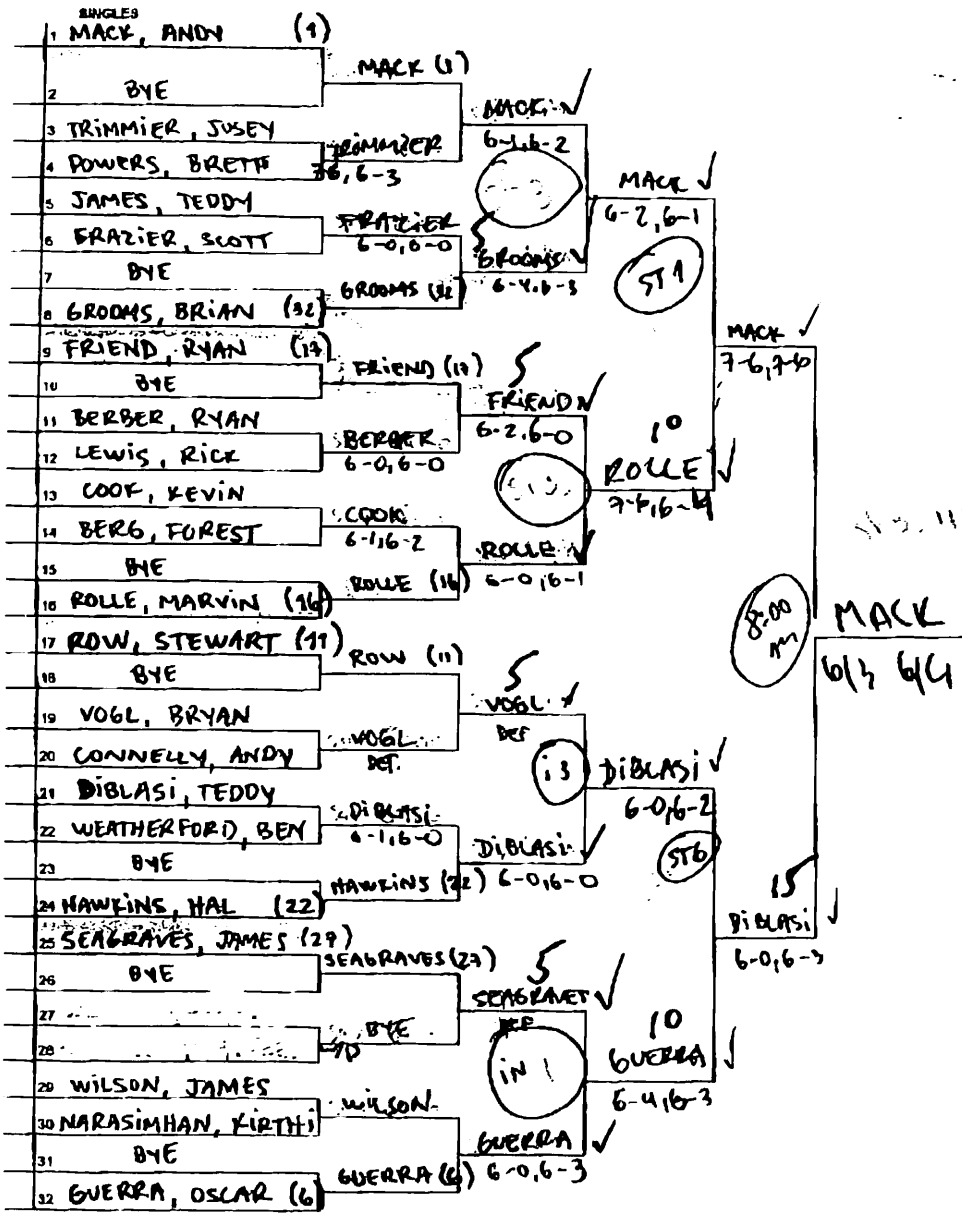 SINGLES
1 MACK, ANDY
MACK
2 BYE
MACK
3 TRIMMIER, JUSEY
TRIMMIER
6-1, 6-2
4 POWERS, BRETT
6-3
MACK
5 JAMES, TEDDY
6-2, 6-1
FRAZIER
6 FRAZIER, SCOTT
6-0, 6-0
GROOMS
ST1
7 BYE
6-4, 6-3
GROOMS (32)
8 GROOMS, BRIAN (32)
MACK
9 FRIEND, RYAN (17)
7-6, 7-6
FRIEND (17)
5
10 BYE
FRIEND
11 BERBER, RYAN
6-2, 6-0
10
BERBER
12 LEWIS, RICK
6-0, 6-0
ROLLE
13 COOK, KEVIN
COOK
14 BERG, FOREST
6-1, 6-2
ROLLE
15 BYE
6-0, 6-1
ROLLE (16)
16 ROLLE, MARVIN (16)
8:00
MACK
17 ROW, STEWART (11)
ROW (11)
6/3 6/4
18 BYE
5
VOGL
19 VOGL, BRYAN
DEF
VOGL
20 CONNELLY, ANDY
DEF.
DIBLASI
21 DIBLASI, TEDDY
6-0, 6-2
DIBLASI
22 WEATHERFORD, BEN
6-1, 6-0
DIBLASI
ST6
23 BYE
6-0, 6-0
HAWKINS (22)
15
24 HAWKINS, HAL (22)
DIBLASI
25 SEAGRAVES, JAMES
6-0, 6-3
SEAGRAVES
5
26 BYE
27
BYE
10
28
GUERRA
29 WILSON, JAMES
IN 1
6-4, 6-3
WILSON
30 NARASIMHAN, KIRTHI
GUERRA
31 BYE
6-0, 6-3
GUERRA (6)
32 GUERRA, OSCAR (6)